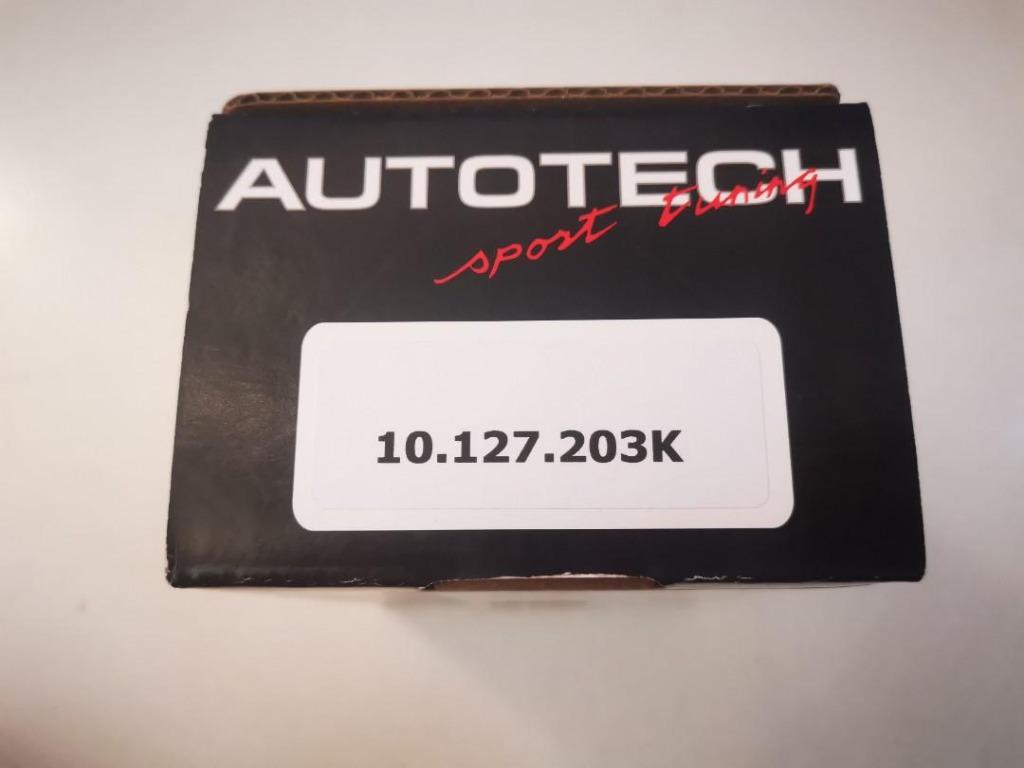 AUTOTECH
sport tuning
10.127.203K